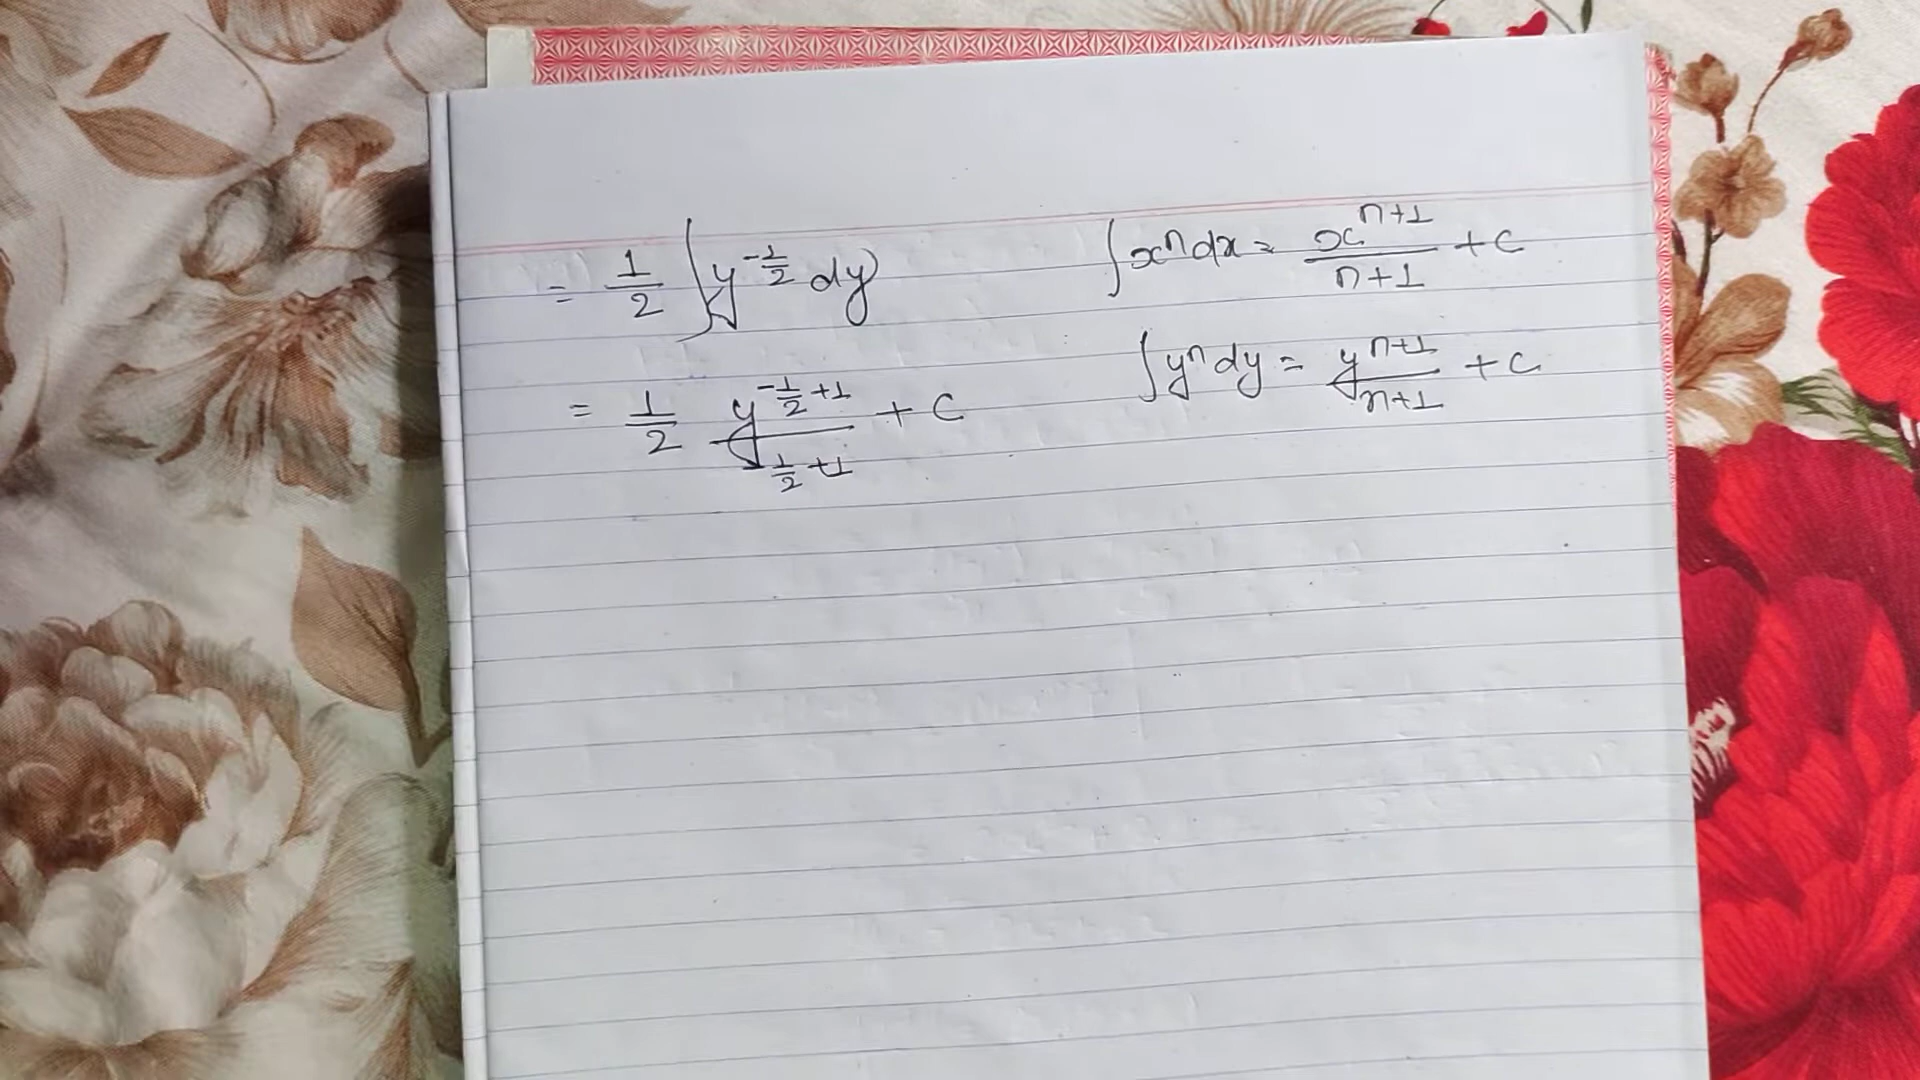 = 1/2 ∫ y^(-1/2) dy
= 1/2 y^(-1/2 +1) / (-1/2 +1) + C
∫ x^n dx = x^(n+1) / (n+1) + C
∫ y^n dy = y^(n+1) / (n+1) + C